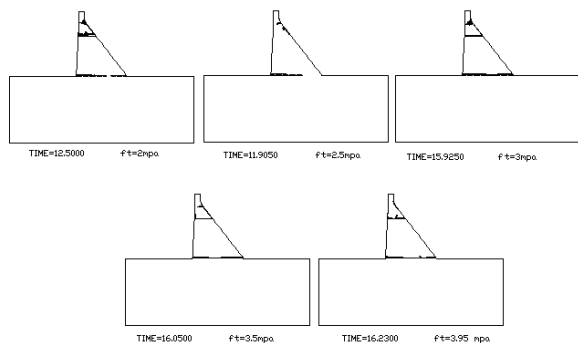 TIME=12.5000 ft=2mpa
TIME=11.9050 ft=2.5mpa
TIME=15.9250 ft=3mpa
TIME=16.0500 ft=3.5mpa
TIME=16.2300 ft=3.95 mpa